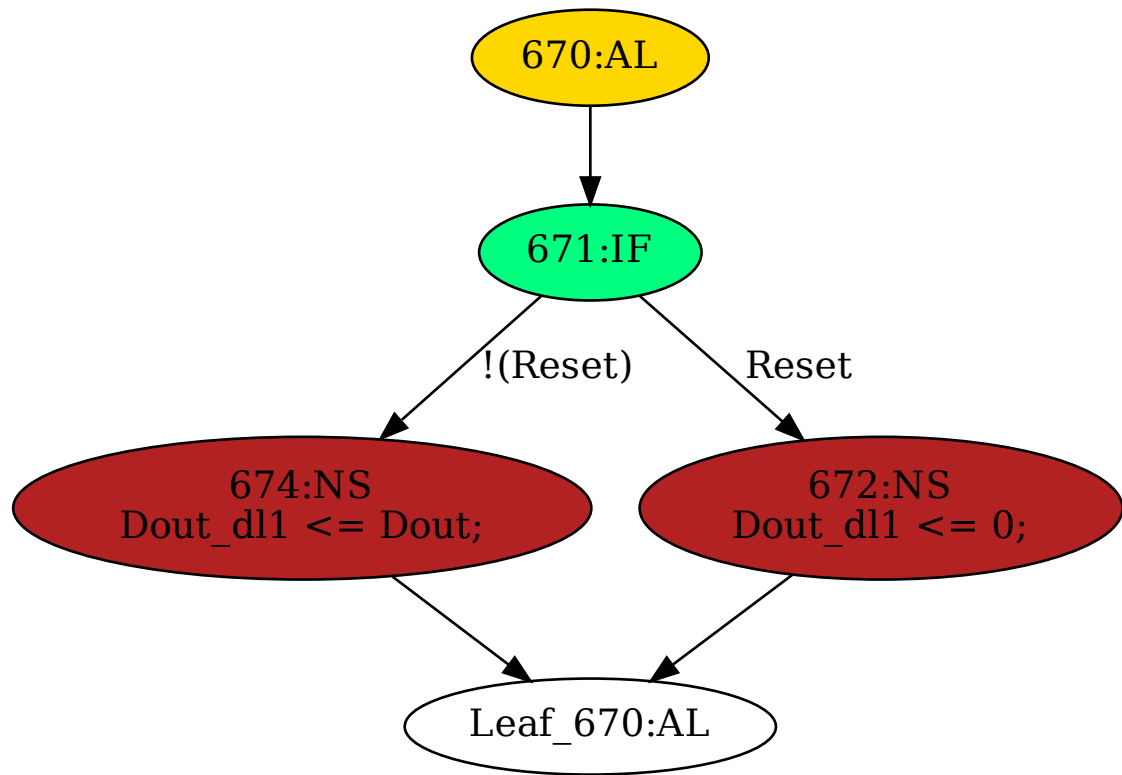 670:AL
671:IF
!(Reset)
Reset
674:NS
Dout_dl1 <= Dout;
672:NS
Dout_dl1 <= 0;
Leaf_670:AL